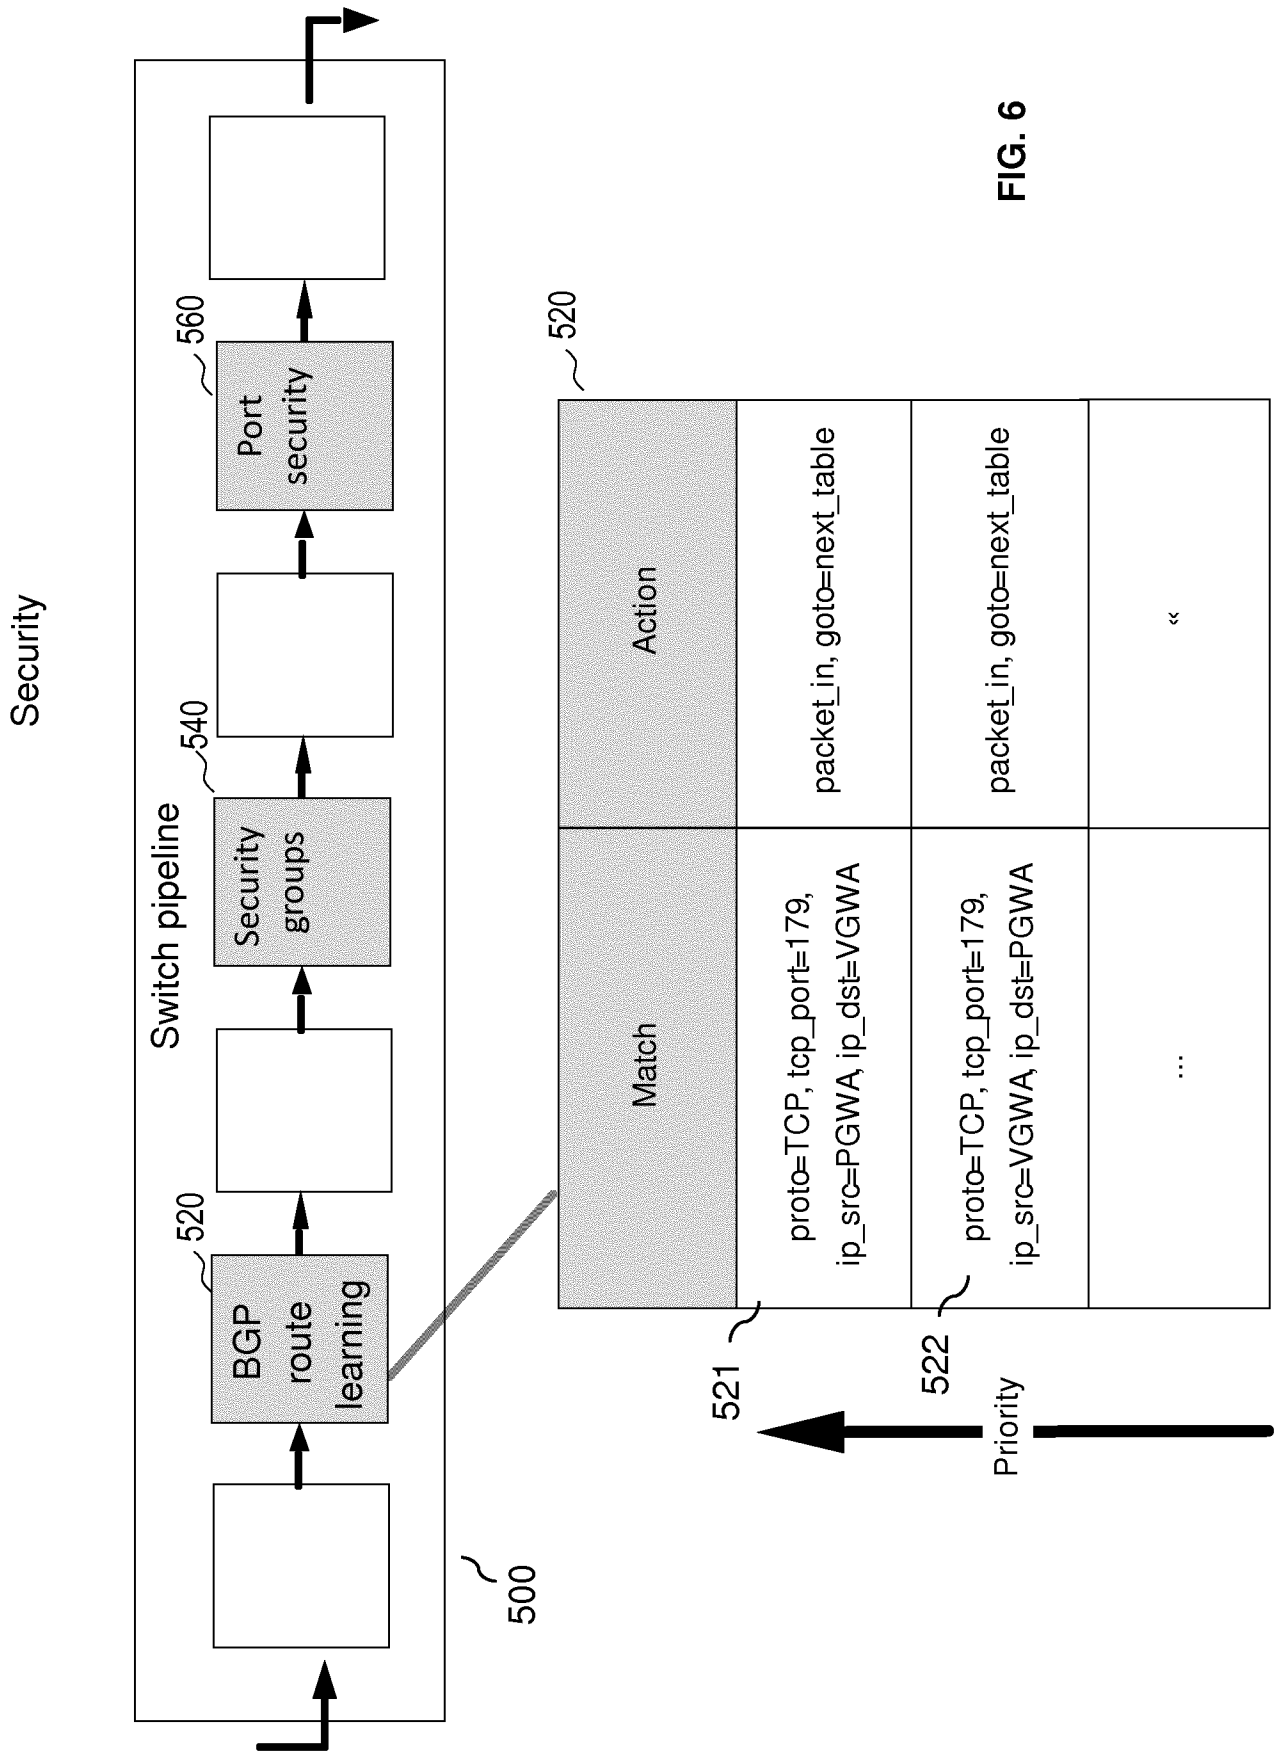 Security
Switch pipeline
520
540
560
BGP
route
learning
Security
groups
Port
security
500
520
Match
Action
521
proto=TCP, tcp_port=179,
ip_src=PGWA, ip_dst=VGWA
packet_in, goto=next_table
522
proto=TCP, tcp_port=179,
ip_src=VGWA, ip_dst=PGWA
packet_in, goto=next_table
...
«
Priority
FIG. 6